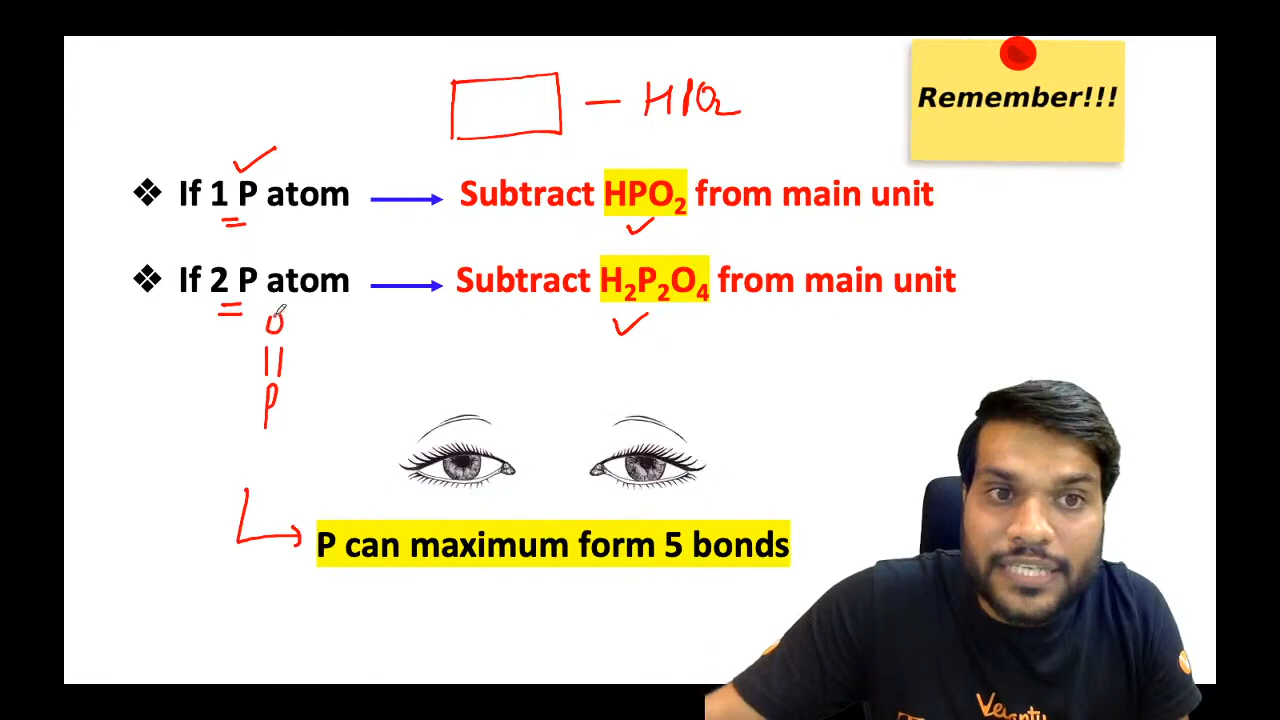 Remember!!!
— HPO2
❖ If 1 P atom → Subtract HPO₂ from main unit
❖ If 2 P atom → Subtract H₂P₂O₄ from main unit
O
||
P
P can maximum form 5 bonds